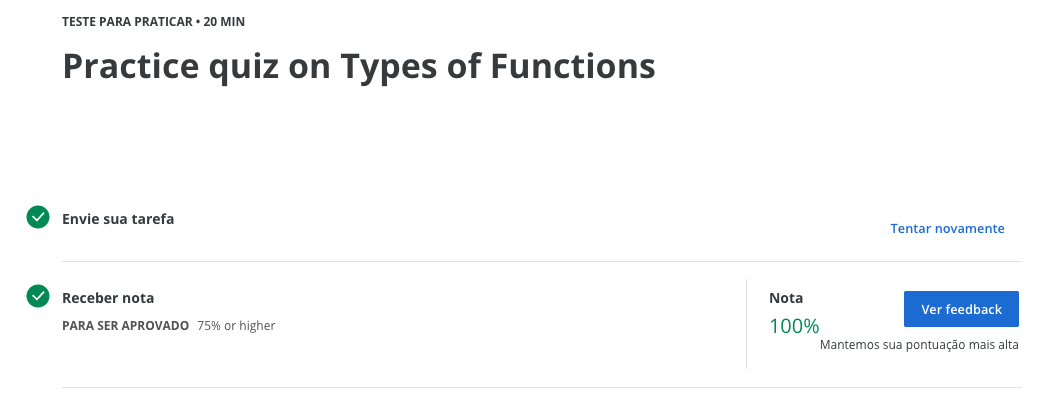 TESTE PARA PRATICAR • 20 MIN
Practice quiz on Types of Functions
Envie sua tarefa
Tentar novamente
Receber nota
PARA SER APROVADO 75% or higher
Nota
100%
Ver feedback
Mantemos sua pontuação mais alta